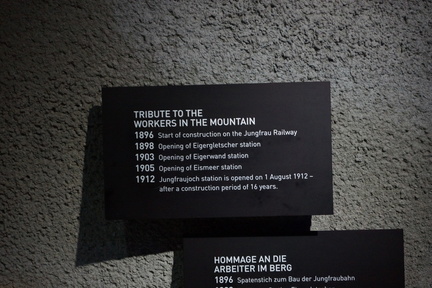 TRIBUTE TO THE
WORKERS IN THE MOUNTAIN
1896 Start of construction on the Jungfrau Railway
1898 Opening of Eigergletscher station
1903 Opening of Eigerwand station
1905 Opening of Eismeer station
1912 Jungfraujoch station is opened on 1 August 1912 –
after a construction period of 16 years.
HOMMAGE AN DIE
ARBEITER IM BERG
1896 Spatenstich zum Bau der Jungfraubahn